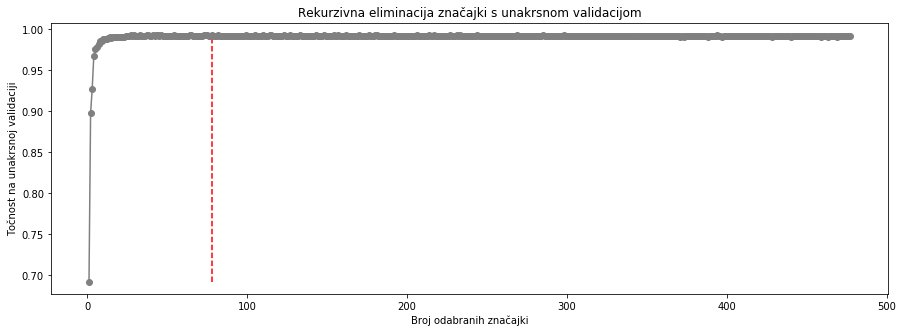 Rekurzivna eliminacija značajki s unakrsnom validacijom
Točnost na unakrsnoj validaciji
1.00
0.95
0.90
0.85
0.80
0.75
0.70
0 100 200 300 400 500
Broj odabranih značajki